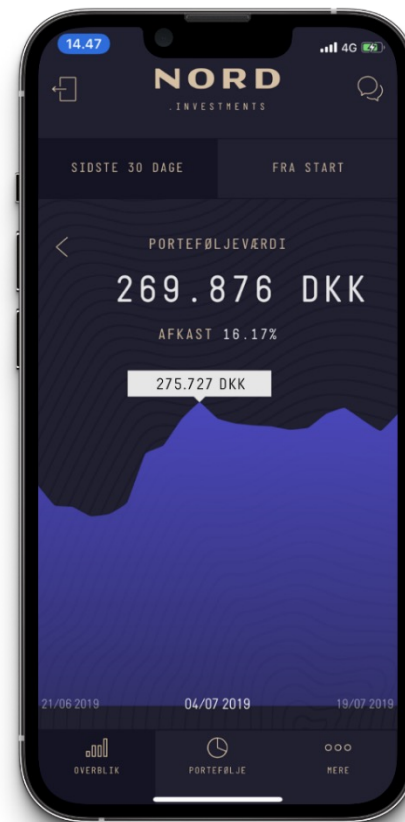 14.47
4G
NORD
.INVESTMENTS
SIDSTE 30 DAGE
FRA START
PORTEFØLJEVÆRDI
269.876 DKK
AFKAST 16.17%
275.727 DKK
21/06 2019
04/07 2019
19/07 2019
OVERBLIK
PORTEFØLJE
MERE